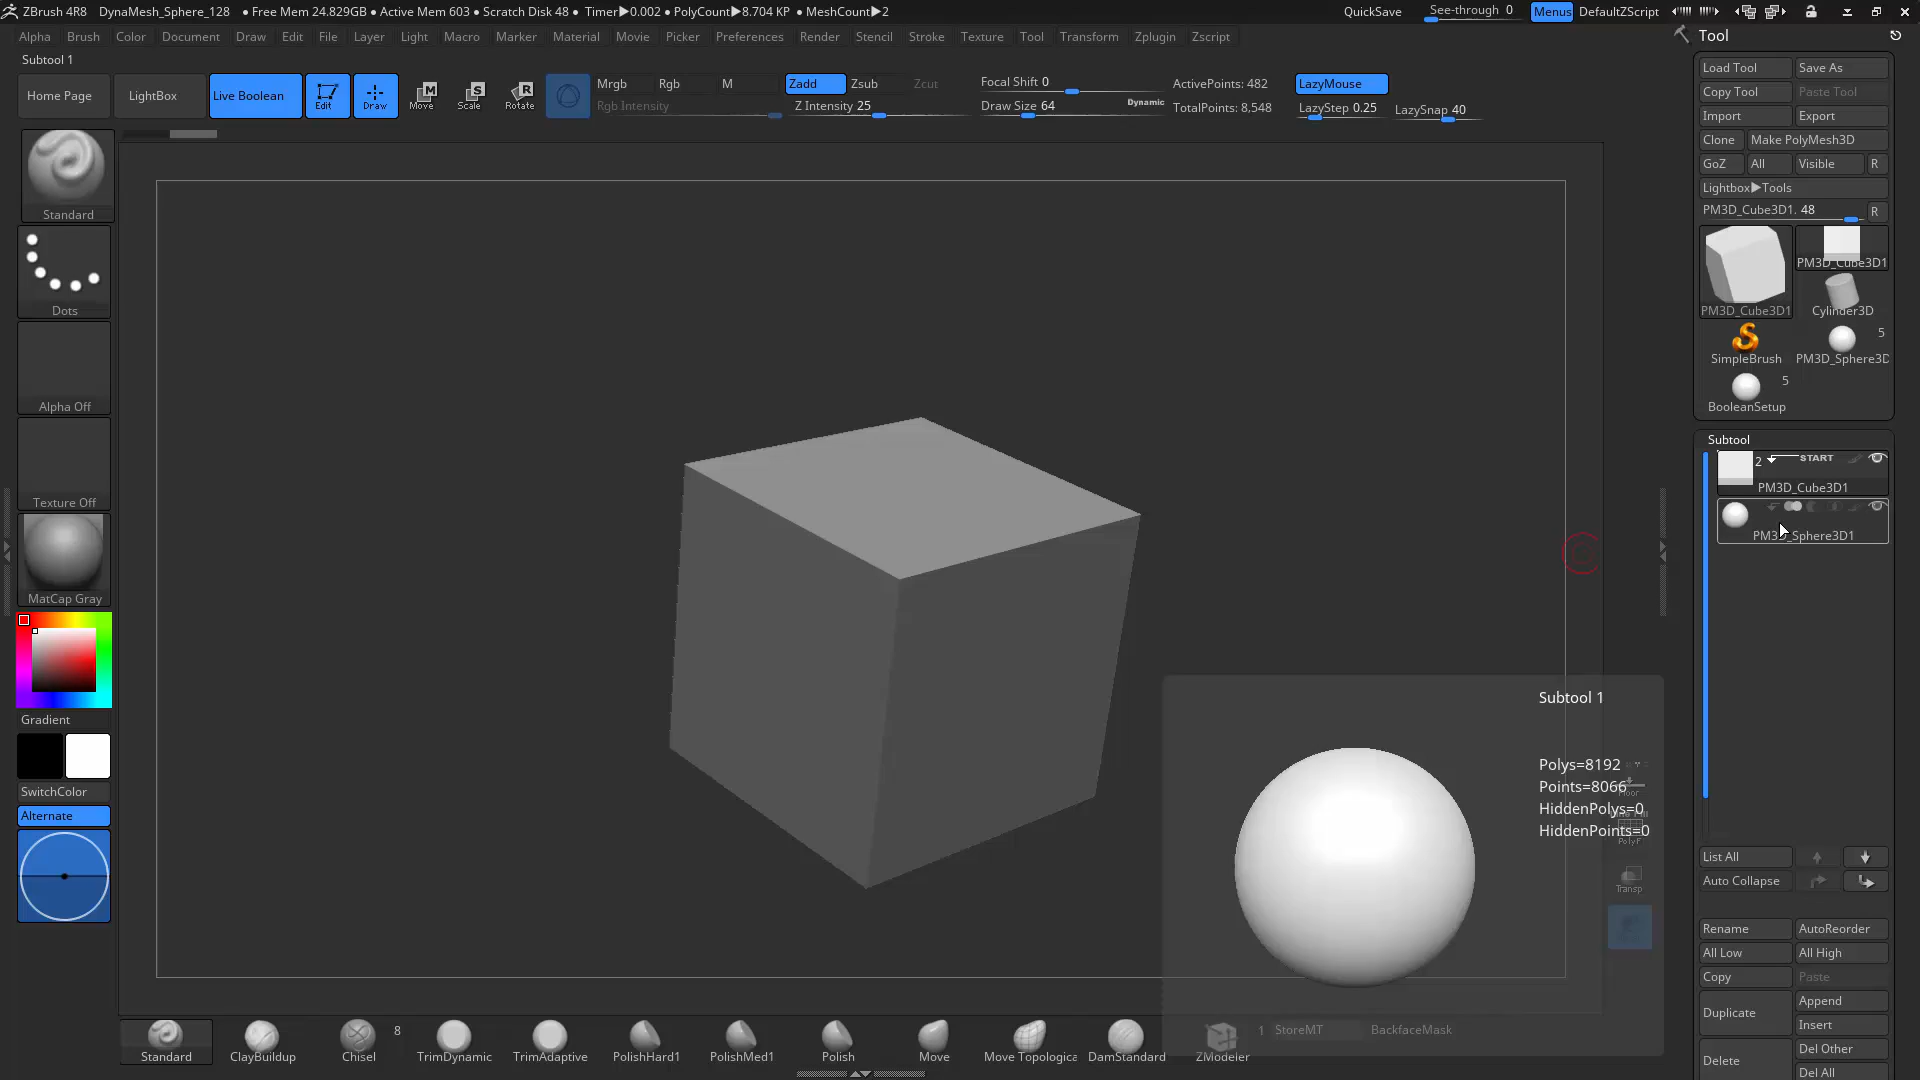 ZBrush 4R8 DynaMesh_Sphere_128 • Free Mem 24.829GB • Active Mem 603 • Scratch Disk 48 • Timer▶0.002 • PolyCount▶8.704 KP • MeshCount▶2 QuickSave See-through 0 Menus DefaultZScript
Alpha Brush Color Document Draw Edit File Layer Light Macro Marker Material Movie Picker Preferences Render Stencil Stroke Texture Tool Transform Zplugin Zscript
Subtool 1
Home Page
LightBox
Live Boolean
Edit
Draw
M
Move
S
Scale
R
Rotate
Mrgb Rgb M
Rgb Intensity
Zadd Zsub Zcut
Z Intensity 25
Focal Shift 0
Draw Size 64 Dynamic
ActivePoints: 482
TotalPoints: 8,548
LazyMouse
LazyStep 0.25 LazySnap 40
Standard
Dots
Alpha Off
Texture Off
MatCap Gray
Gradient
SwitchColor
Alternate
Tool
Load Tool Save As
Copy Tool Paste Tool
Import Export
Clone Make PolyMesh3D
GoZ All Visible R
Lightbox▶Tools
PM3D_Cube3D1. 48 R
PM3D_Cube3D1
PM3D_Cube3D1
Cylinder3D
SimpleBrush
5
PM3D_Sphere3D
5
BooleanSetup
Subtool
2 START
PM3D_Cube3D1
PM3D_Sphere3D1
Subtool 1
Polys=8192
Points=8066
HiddenPolys=0
HiddenPoints=0
Floor
PolyF
Transp
List All
Auto Collapse
Rename AutoReorder
All Low All High
Copy Paste
Duplicate
Append
Insert
Delete
Del Other
Del All
Standard
ClayBuildup
Chisel
8
TrimDynamic
TrimAdaptive
PolishHard1
PolishMed1
Polish
Move
Move Topologica
DamStandard
ZModeler
1 StoreMT BackfaceMask